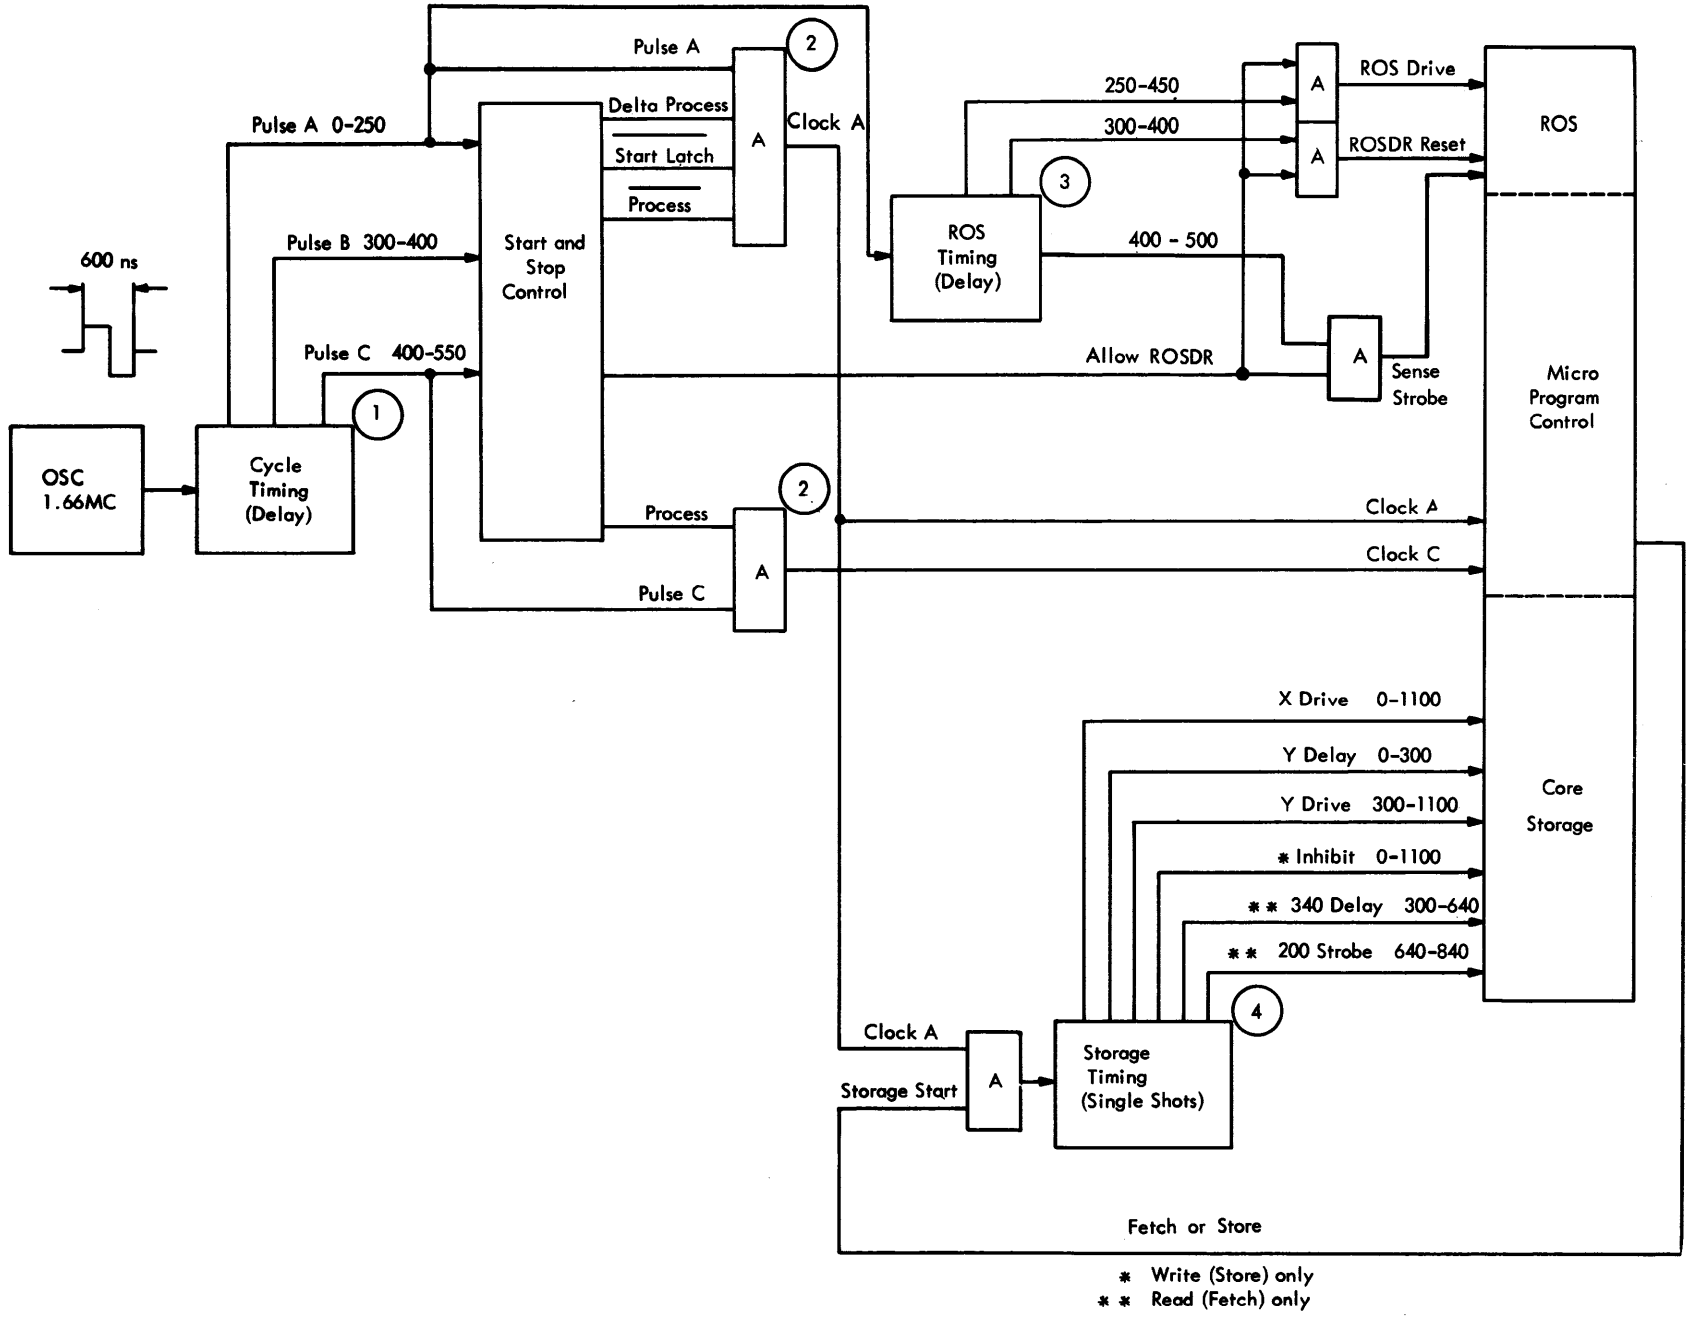 Pulse A
2
Delta Process
Start Latch
Process
A
Clock A
Pulse A 0-250
Pulse B 300-400
Pulse C 400-550
600 ns
Start and
Stop
Control
1
OSC
1.66MC
Cycle
Timing
(Delay)
Process
2
A
Pulse C
250-450
300-400
3
ROS
Timing
(Delay)
400 - 500
A
ROS Drive
A
ROSDR Reset
Allow ROSDR
A
Sense
Strobe
ROS
Micro
Program
Control
Clock A
Clock C
X Drive 0-1100
Y Delay 0-300
Y Drive 300-1100
* Inhibit 0-1100
** 340 Delay 300-640
** 200 Strobe 640-840
Core
Storage
4
Clock A
Storage Start
A
Storage
Timing
(Single Shots)
Fetch or Store
* Write (Store) only
** Read (Fetch) only